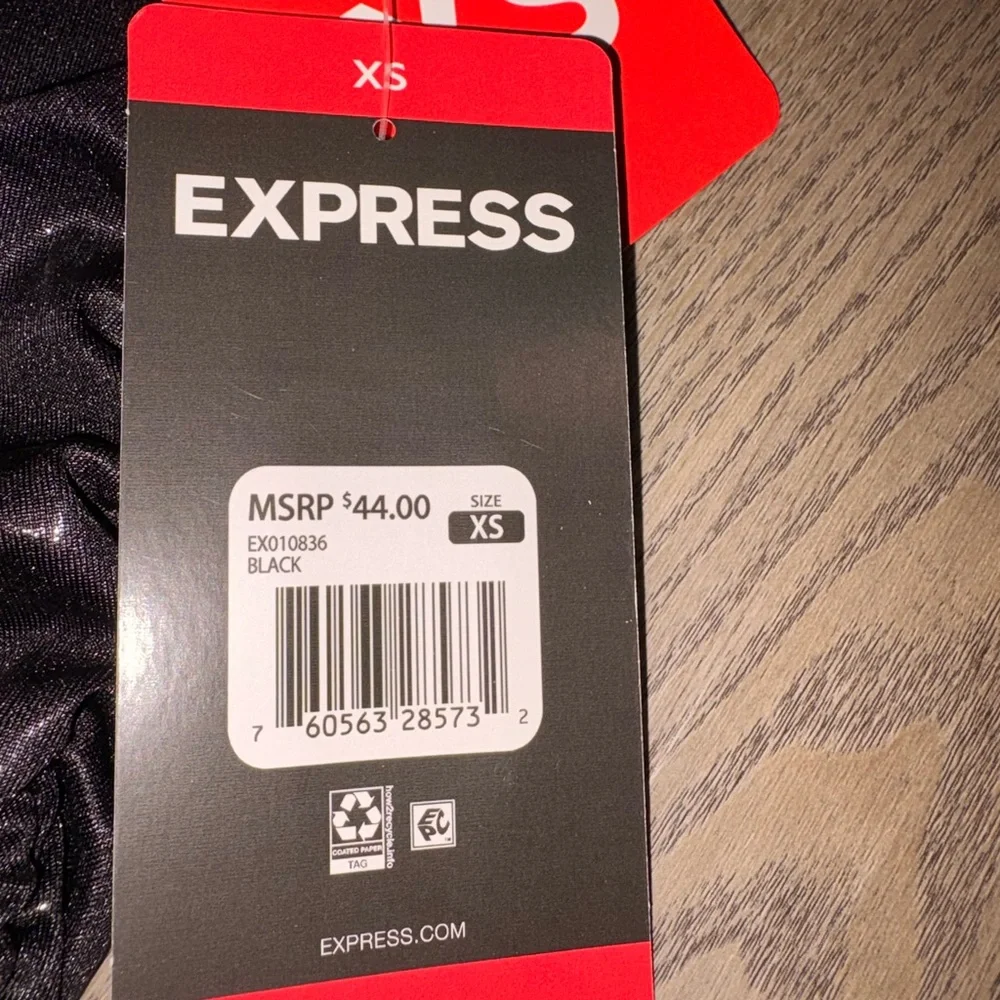 XS
EXPRESS
MSRP $44.00
SIZE
XS
EX010836
BLACK
7 60563 28573 2
how2recycle.info
COATED PAPER
TAG
EPC
EXPRESS.COM